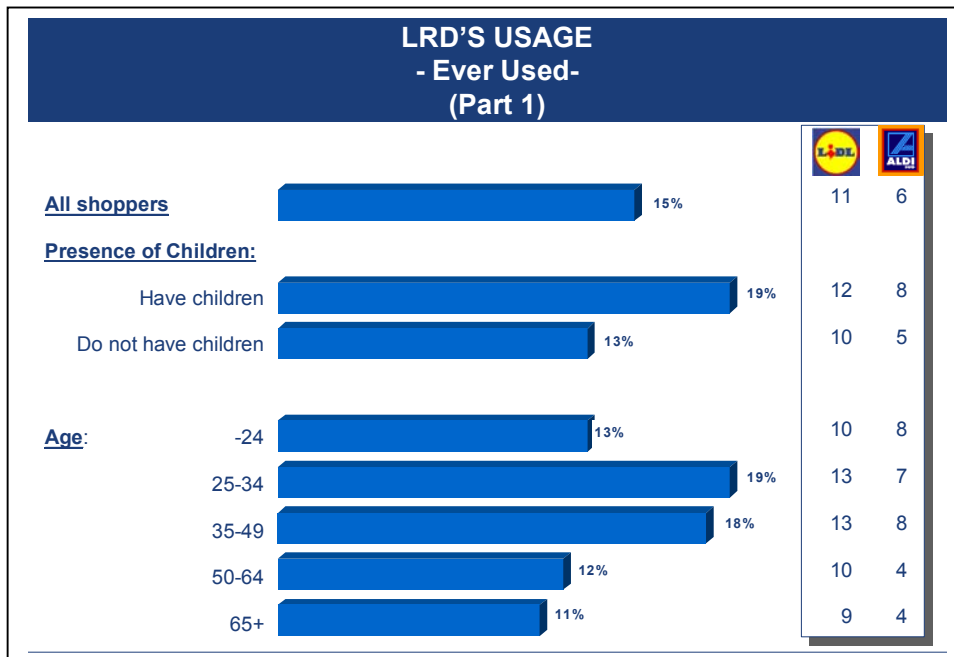 LRD'S USAGE
- Ever Used-
(Part 1)
LiDL ALDI
All shoppers 15% 11 6
Presence of Children:
Have children 19% 12 8
Do not have children 13% 10 5
Age: -24 13% 10 8
25-34 19% 13 7
35-49 18% 13 8
50-64 12% 10 4
65+ 11% 9 4